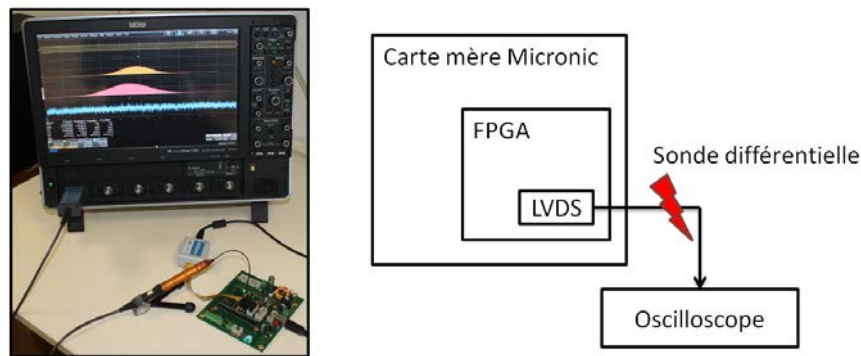 Carte mère Micronic
FPGA
Sonde différentielle
LVDS
Oscilloscope